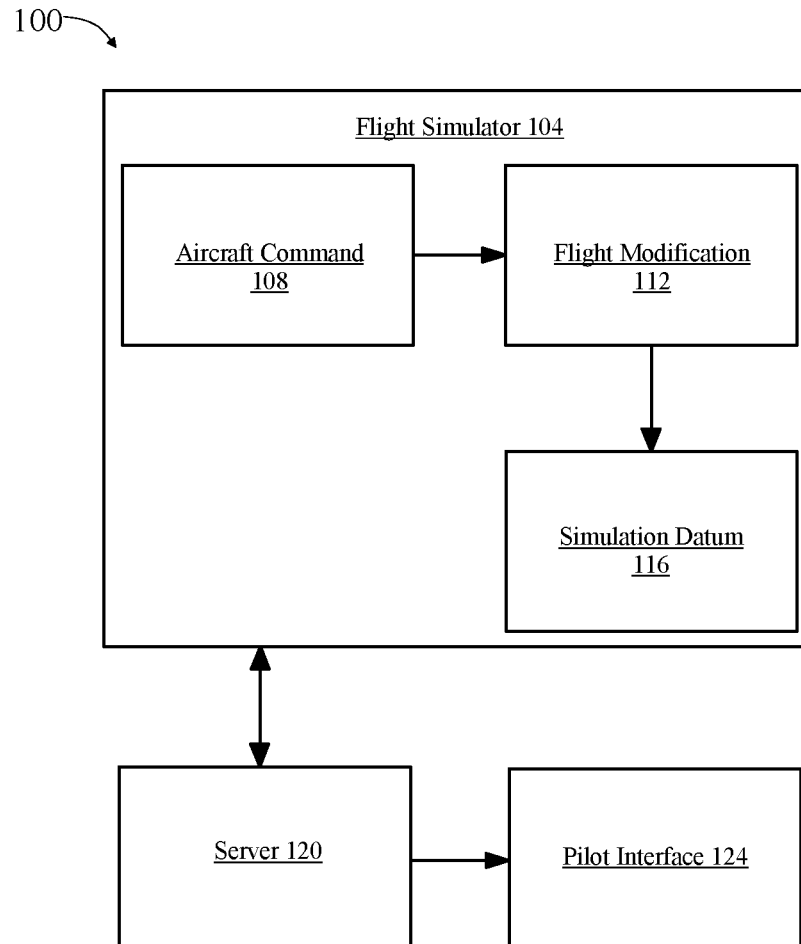 100
Flight Simulator 104
Aircraft Command
108
Flight Modification
112
Simulation Datum
116
Server 120
Pilot Interface 124